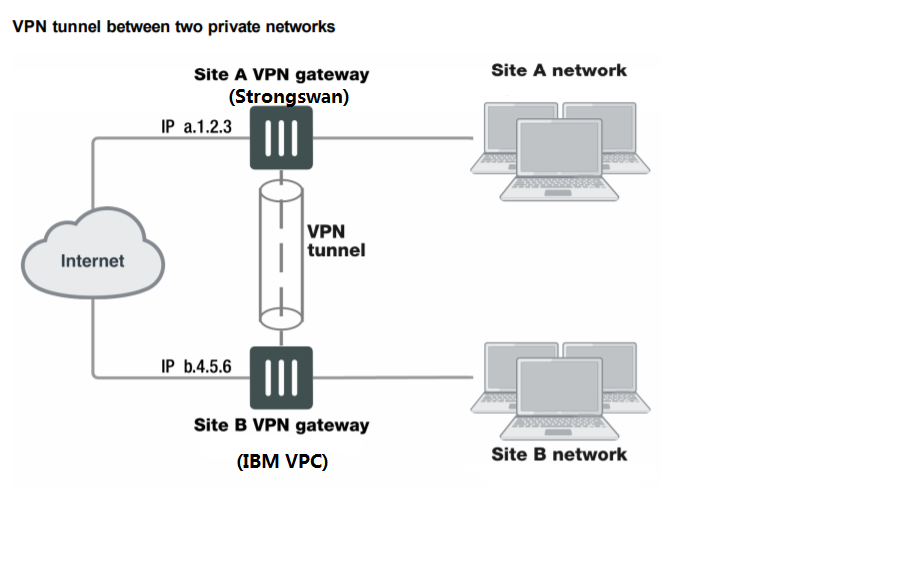 VPN tunnel between two private networks
Site A VPN gateway
(Strongswan)
Site A network
IP a.1.2.3
VPN
tunnel
Internet
IP b.4.5.6
Site B VPN gateway
(IBM VPC)
Site B network